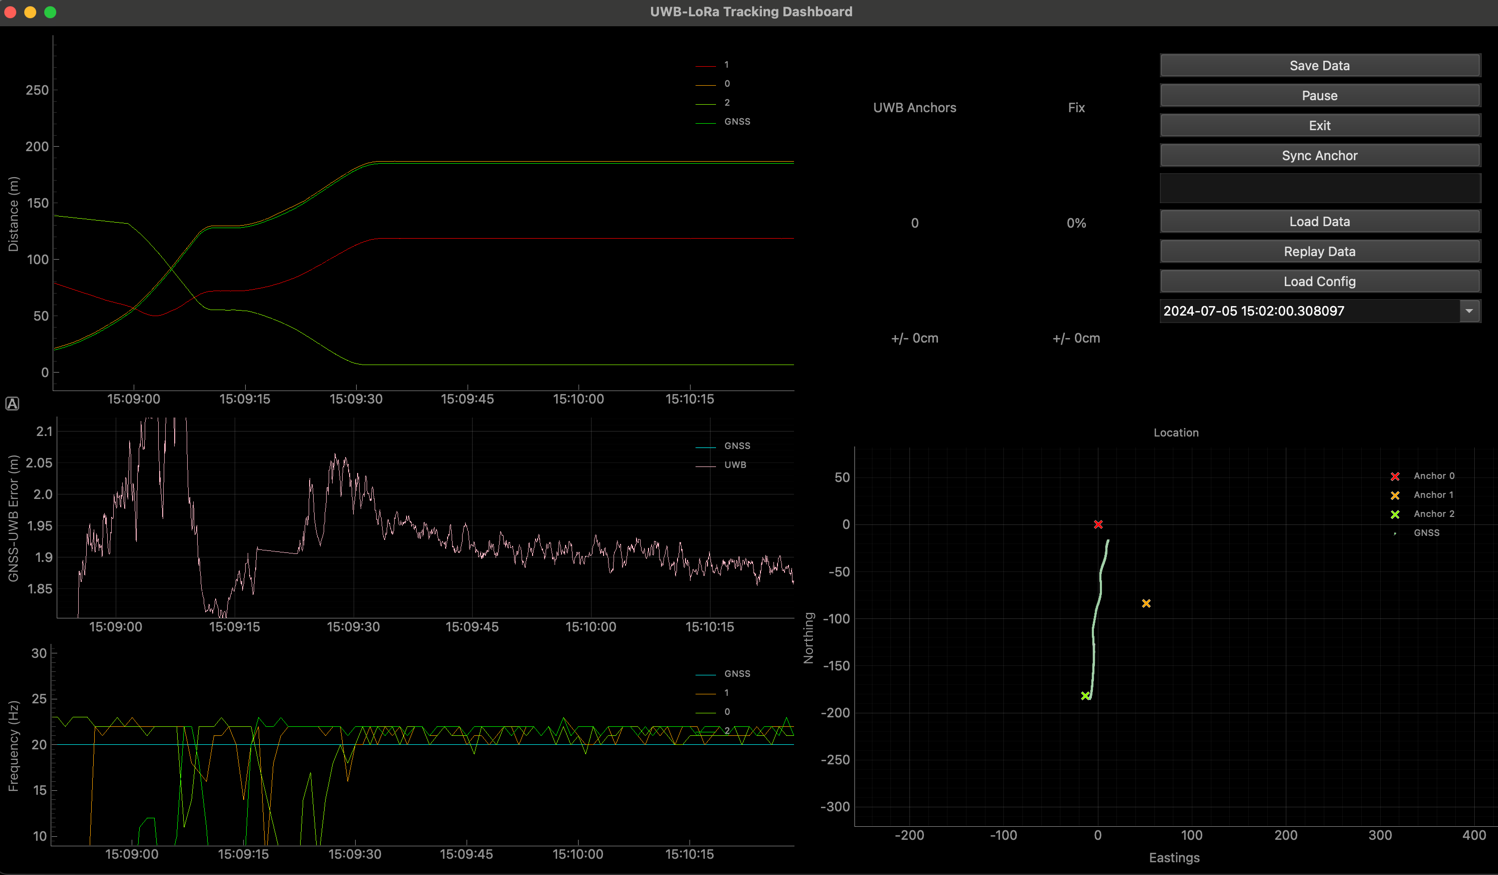 UWB-LoRa Tracking Dashboard
Distance (m)
250
200
150
100
50
0
1
0
2
GNSS
15:09:00 15:09:15 15:09:30 15:09:45 15:10:00 15:10:15
A
GNSS-UWB Error (m)
2.1
2.05
2.0
1.95
1.9
1.85
GNSS
UWB
15:09:00 15:09:15 15:09:30 15:09:45 15:10:00 15:10:15
Frequency (Hz)
30
25
20
15
10
GNSS
1
0
2
15:09:00 15:09:15 15:09:30 15:09:45 15:10:00 15:10:15
UWB Anchors Fix
0 0%
+/- 0cm +/- 0cm
Save Data
Pause
Exit
Sync Anchor
Load Data
Replay Data
Load Config
2024-07-05 15:02:00.308097
Location
Northing
50
0
-50
-100
-150
-200
-250
-300
Anchor 0
Anchor 1
Anchor 2
GNSS
-200 -100 0 100 200 300 400
Eastings